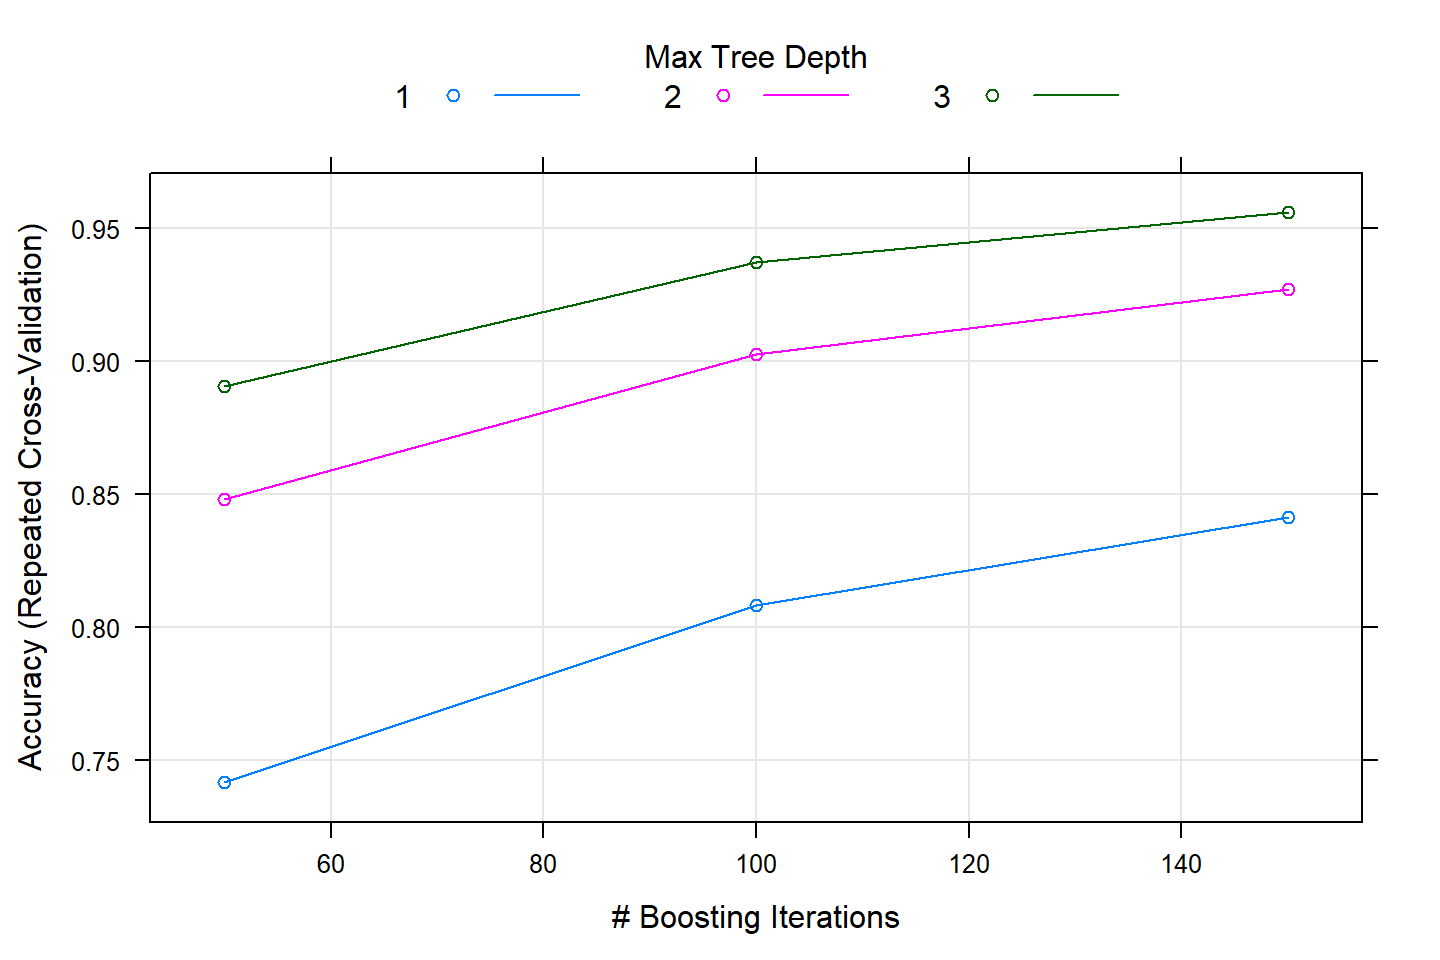 Max Tree Depth
1 2 3
0.95
0.90
0.85
0.80
0.75
Accuracy (Repeated Cross-Validation)
60 80 100 120 140
# Boosting Iterations